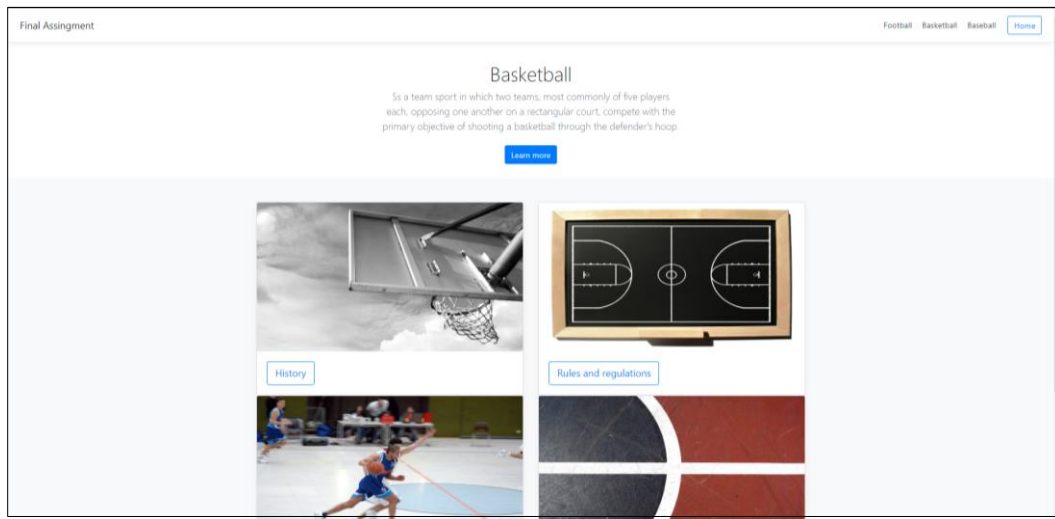 Final Assingment
Football Basketball Baseball Home
Basketball
Ss a team sport in which two teams, most commonly of five players
each, opposing one another on a rectangular court, compete with the
primary objective of shooting a basketball through the defender's hoop.
Learn more
History
Rules and regulations